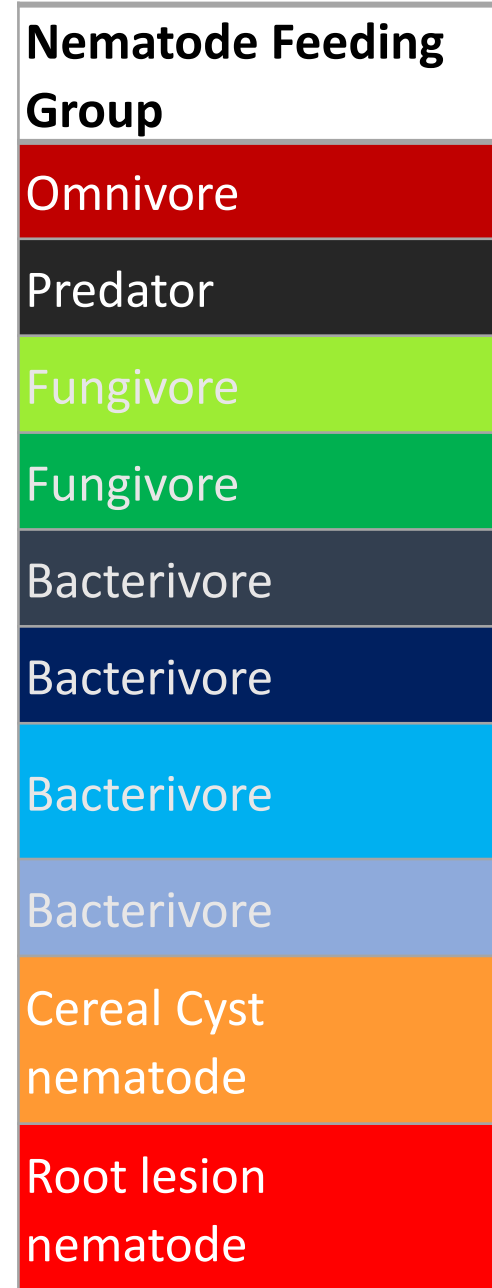 Nematode Feeding
Group
Omnivore
Predator
Fungivore
Fungivore
Bacterivore
Bacterivore
Bacterivore
Bacterivore
Cereal Cyst
nematode
Root lesion
nematode